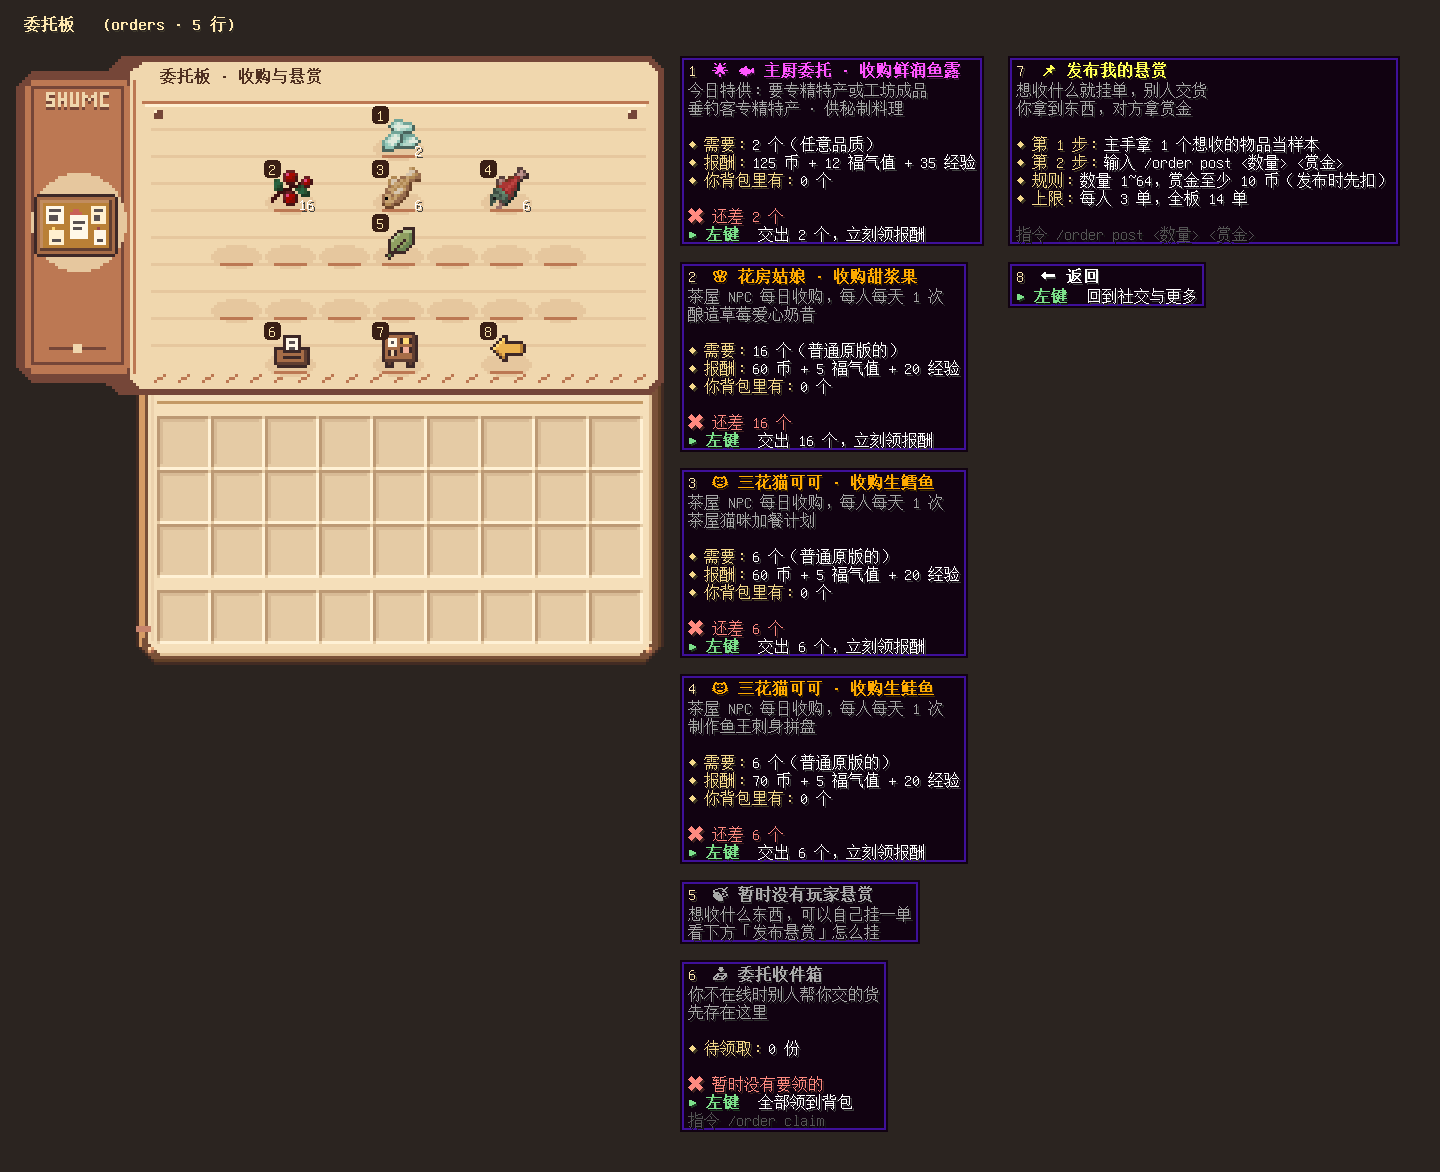 委托板 (orders · 5 行)
委托板 · 收购与悬赏
SHUMC
1
2
2
16
3
6
4
6
5
6
7
8
1 主厨委托 · 收购鲜润鱼露
今日特供：要专精特产或工坊成品
垂钓客专精特产 · 供秘制料理
◆ 需要：2 个（任意品质）
◆ 报酬：125 币 + 12 福气值 + 35 经验
◆ 你背包里有：0 个
✖ 还差 2 个
▶ 左键 交出 2 个，立刻领报酬
2 花房姑娘 · 收购甜浆果
茶屋 NPC 每日收购，每人每天 1 次
酿造草莓爱心奶昔
◆ 需要：16 个（普通原版的）
◆ 报酬：60 币 + 5 福气值 + 20 经验
◆ 你背包里有：0 个
✖ 还差 16 个
▶ 左键 交出 16 个，立刻领报酬
3 三花猫可可 · 收购生鳕鱼
茶屋 NPC 每日收购，每人每天 1 次
茶屋猫咪加餐计划
◆ 需要：6 个（普通原版的）
◆ 报酬：60 币 + 5 福气值 + 20 经验
◆ 你背包里有：0 个
✖ 还差 6 个
▶ 左键 交出 6 个，立刻领报酬
4 三花猫可可 · 收购生鲑鱼
茶屋 NPC 每日收购，每人每天 1 次
制作鱼王刺身拼盘
◆ 需要：6 个（普通原版的）
◆ 报酬：70 币 + 5 福气值 + 20 经验
◆ 你背包里有：0 个
✖ 还差 6 个
▶ 左键 交出 6 个，立刻领报酬
5 暂时没有玩家悬赏
想收什么东西，可以自己挂一单
看下方「发布悬赏」怎么挂
6 委托收件箱
你不在线时别人帮你交的货
先存在这里
◆ 待领取：0 份
✖ 暂时没有要领的
▶ 左键 全部领到背包
指令 /order claim
7 发布我的悬赏
想收什么就挂单，别人交货
你拿到东西，对方拿赏金
◆ 第 1 步：主手拿 1 个想收的物品当样本
◆ 第 2 步：输入 /order post <数量> <赏金>
◆ 规则：数量 1~64，赏金至少 10 币（发布时先扣）
◆ 上限：每人 3 单，全板 14 单
指令 /order post <数量> <赏金>
8 返回
▶ 左键 回到社交与更多